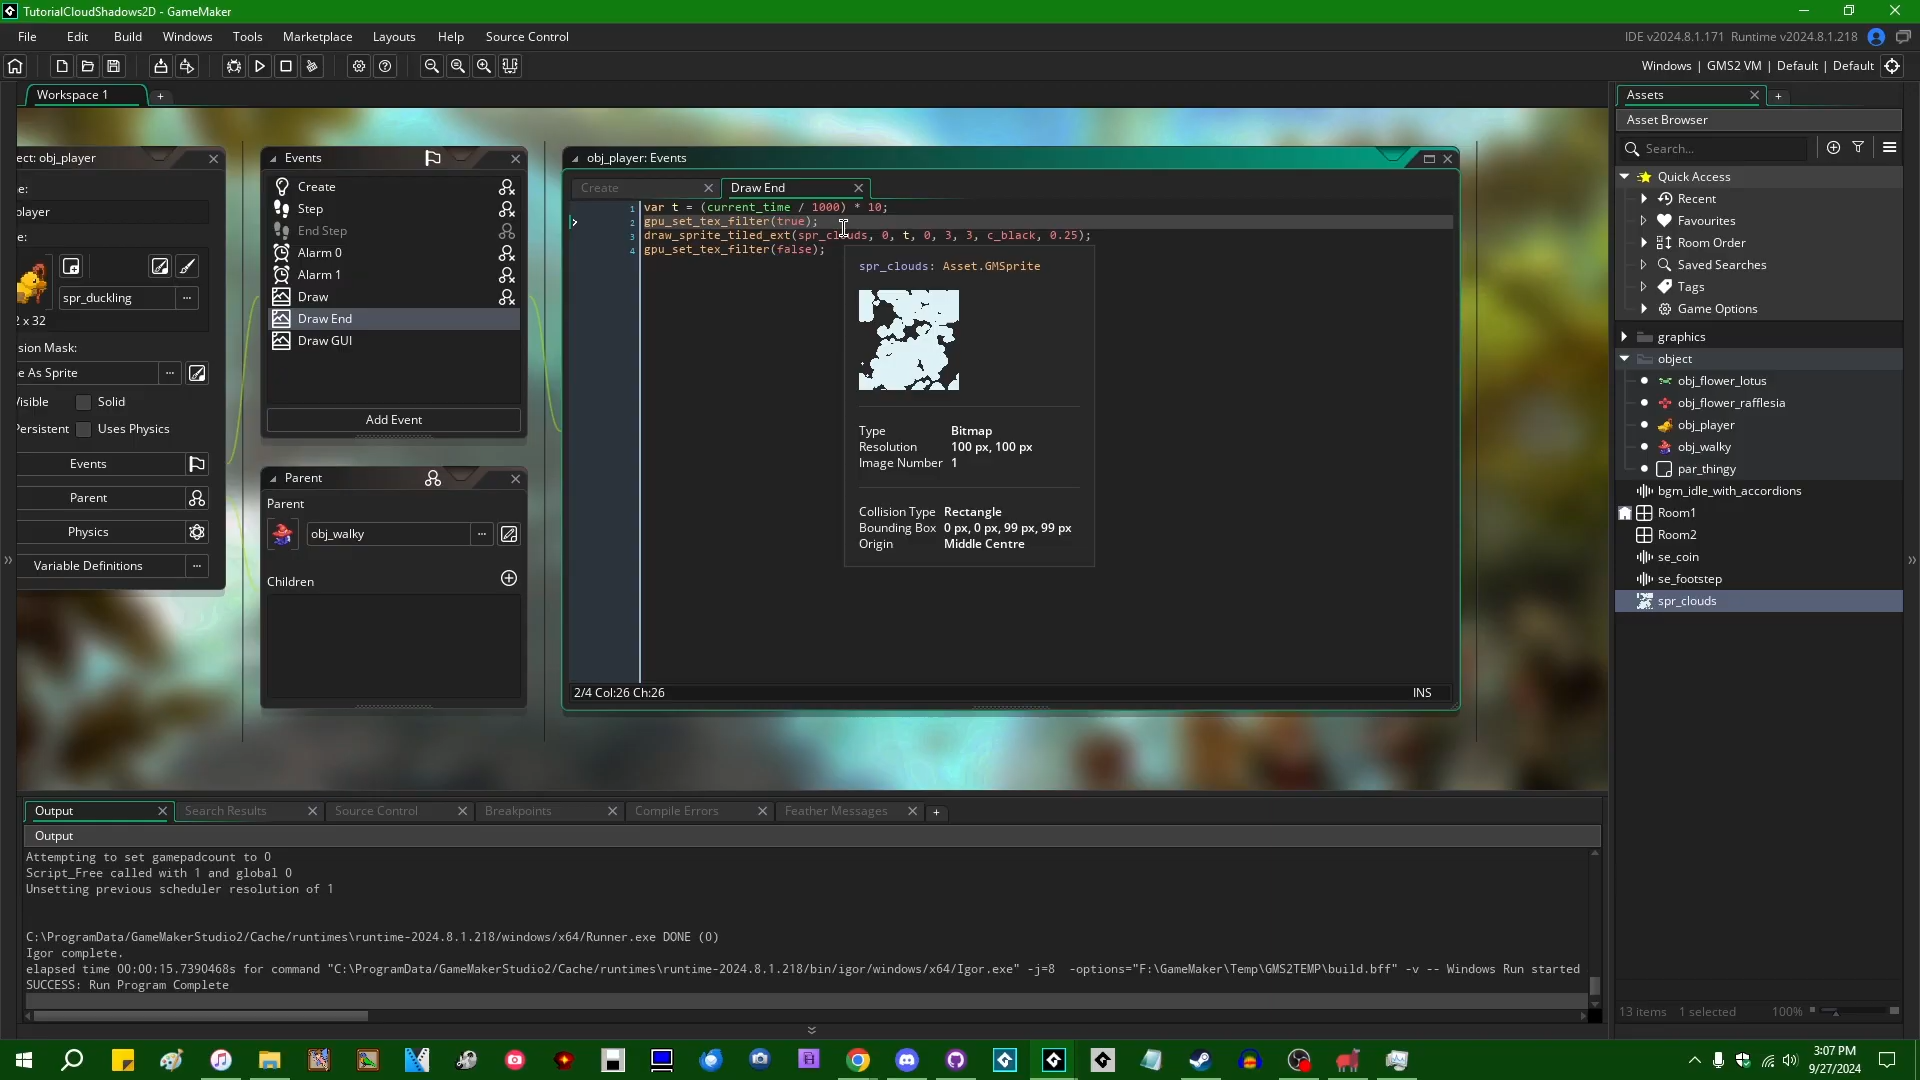 TutorialCloudShadows2D - GameMaker
File Edit Build Windows Tools Marketplace Layouts Help Source Control
IDE v2024.8.1.171 Runtime v2024.8.1.218
Windows | GMS2 VM | Default | Default
Workspace 1 +
ect: obj_player
e:
player
e:
spr_duckling ...
2 x 32
sion Mask:
e As Sprite ...
isible Solid
Persistent Uses Physics
Events
Parent
Physics
Variable Definitions ...
Events
Create
Step
End Step
Alarm 0
Alarm 1
Draw
Draw End
Draw GUI
Add Event
Parent
Parent
obj_walky ...
Children
obj_player: Events
Create Draw End
1 var t = (current_time / 1000) * 10;
2 gpu_set_tex_filter(true);
3 draw_sprite_tiled_ext(spr_clouds, 0, t, 0, 3, 3, c_black, 0.25);
4 gpu_set_tex_filter(false);
spr_clouds: Asset.GMSprite
Type Bitmap
Resolution 100 px, 100 px
Image Number 1
Collision Type Rectangle
Bounding Box 0 px, 0 px, 99 px, 99 px
Origin Middle Centre
2/4 Col:26 Ch:26 INS
Assets +
Asset Browser
Search...
Quick Access
Recent
Favourites
Room Order
Saved Searches
Tags
Game Options
graphics
object
obj_flower_lotus
obj_flower_rafflesia
obj_player
obj_walky
par_thingy
bgm_idle_with_accordions
Room1
Room2
se_coin
se_footstep
spr_clouds
13 items 1 selected 100%
Output Search Results Source Control Breakpoints Compile Errors Feather Messages +
Output
Attempting to set gamepadcount to 0
Script_Free called with 1 and global 0
Unsetting previous scheduler resolution of 1
C:\ProgramData/GameMakerStudio2/Cache/runtimes\runtime-2024.8.1.218/windows/x64/Runner.exe DONE (0)
Igor complete.
elapsed time 00:00:15.7390468s for command "C:\ProgramData/GameMakerStudio2/Cache/runtimes\runtime-2024.8.1.218/bin/igor/windows/x64/Igor.exe" -j=8 -options="F:\GameMaker\Temp\GMS2TEMP\build.bff" -v -- Windows Run started
SUCCESS: Run Program Complete
3:07 PM
9/27/2024